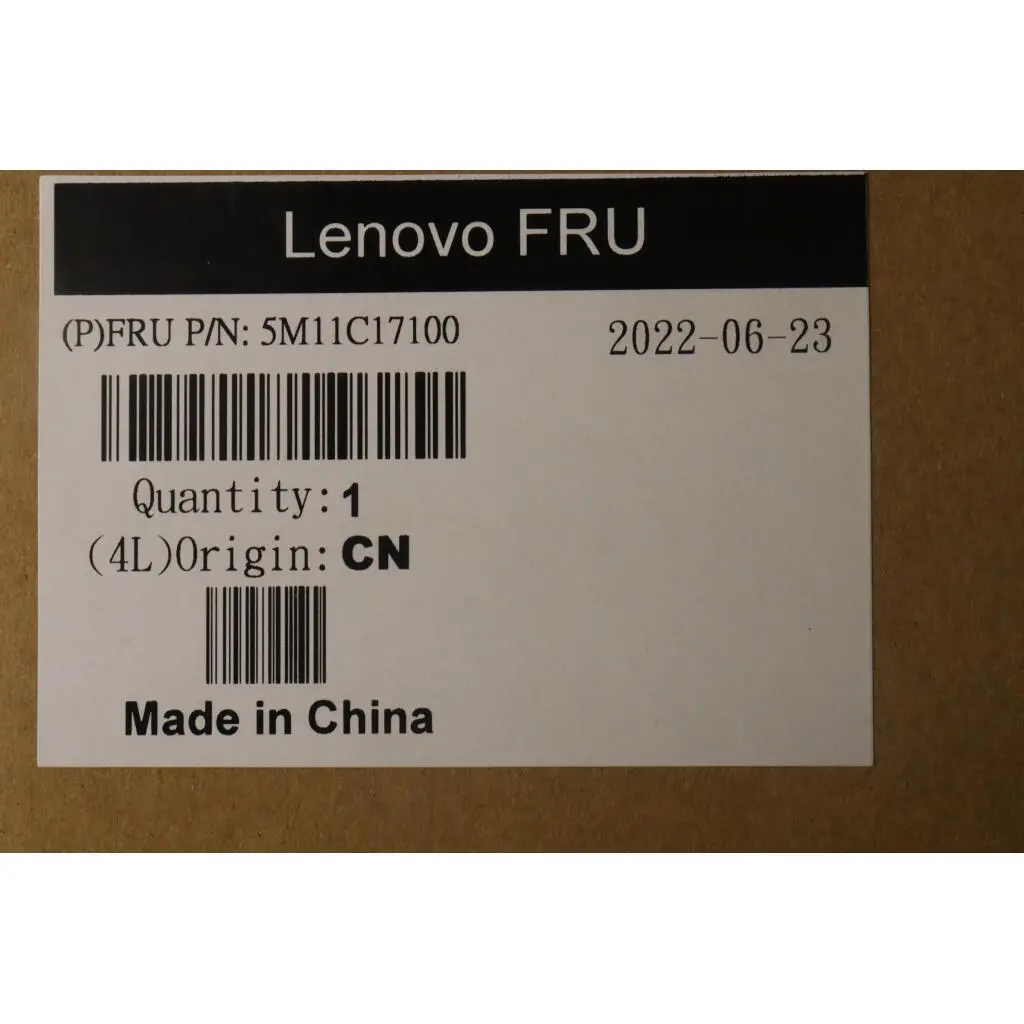 Lenovo FRU
(P)FRU P/N: 5M11C17100
2022-06-23
Quantity: 1
(4L)Origin: CN
Made in China